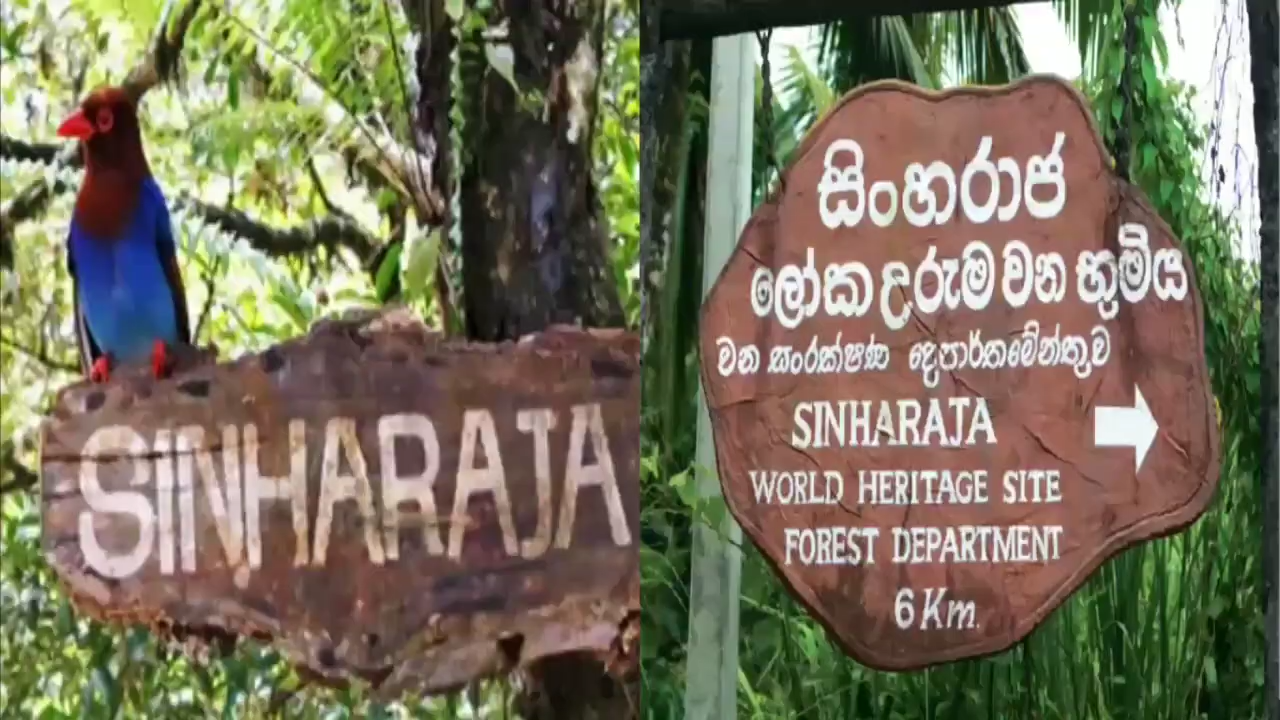 SINHARAJA
සිංහරාජ
ලෝක උරුම වන භූමිය
වන සංරක්ෂණ දෙපාර්තමේන්තුව
SINHARAJA
WORLD HERITAGE SITE
FOREST DEPARTMENT
6 Km.